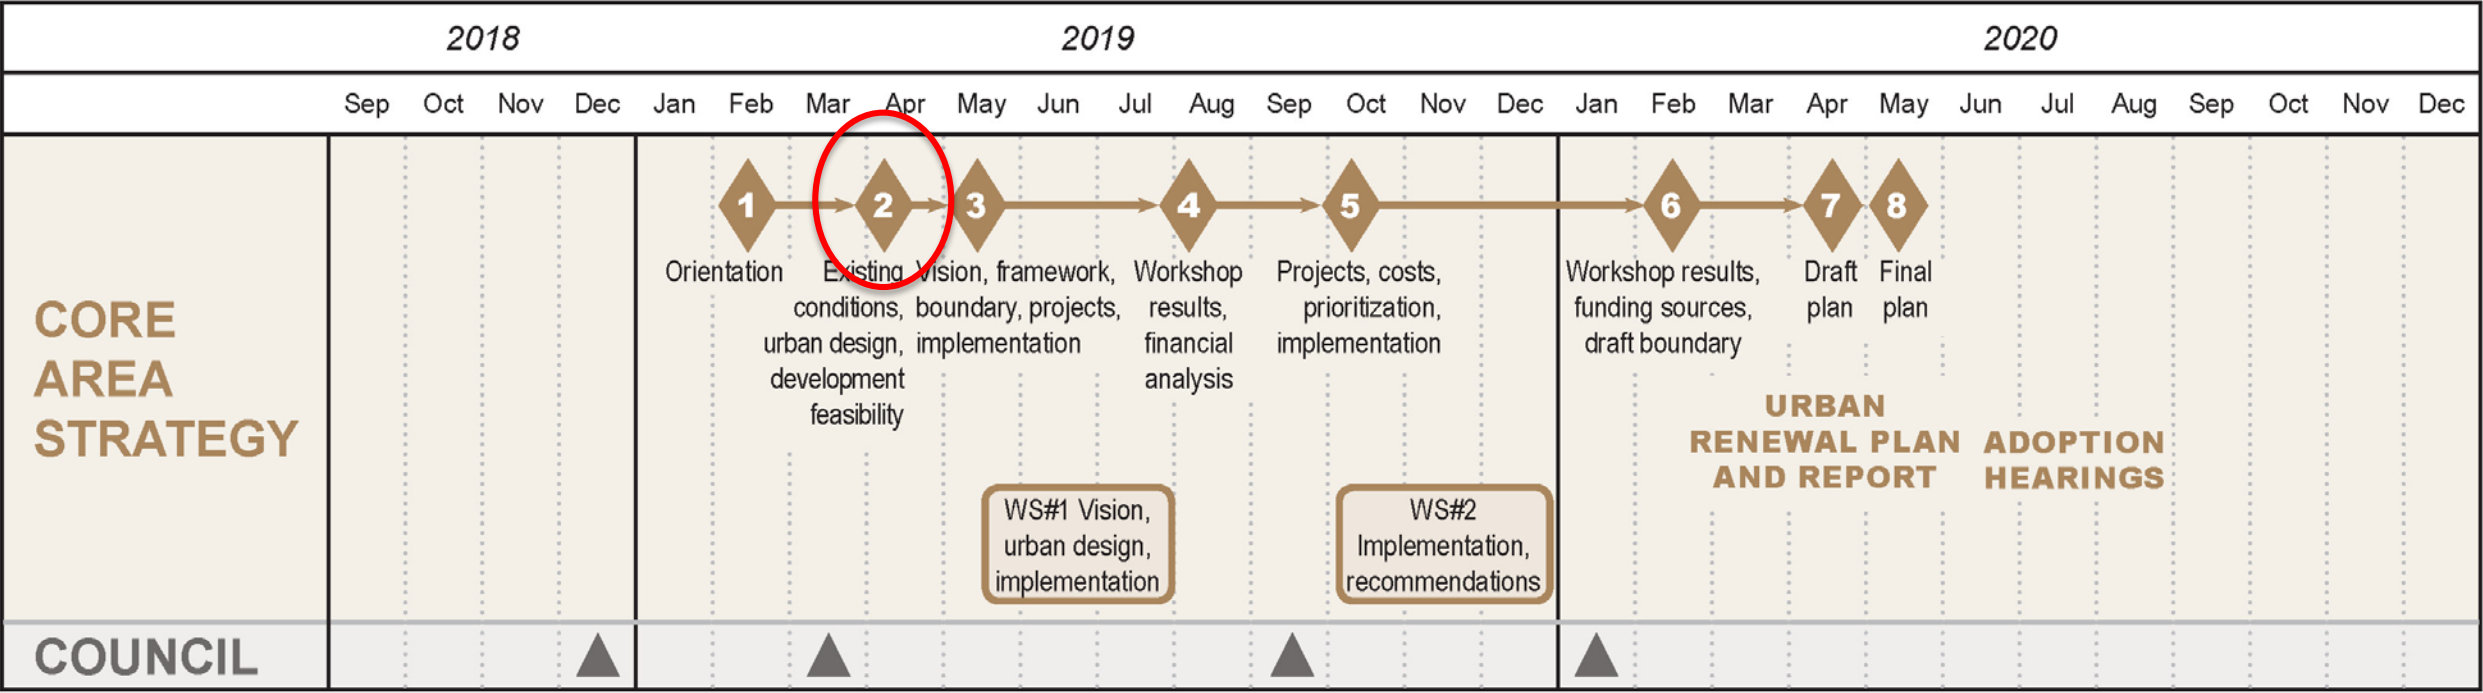 2018 2019 2020
Sep Oct Nov Dec Jan Feb Mar Apr May Jun Jul Aug Sep Oct Nov Dec Jan Feb Mar Apr May Jun Jul Aug Sep Oct Nov Dec
CORE
AREA
STRATEGY
1 2 3 4 5 6 7 8
Orientation
Existing
conditions,
urban design,
development
feasibility
Vision, framework,
boundary, projects,
implementation
Workshop
results,
financial
analysis
Projects, costs,
prioritization,
implementation
Workshop results,
funding sources,
draft boundary
Draft
plan
Final
plan
URBAN
RENEWAL PLAN
AND REPORT
ADOPTION
HEARINGS
WS#1 Vision,
urban design,
implementation
WS#2
Implementation,
recommendations
COUNCIL